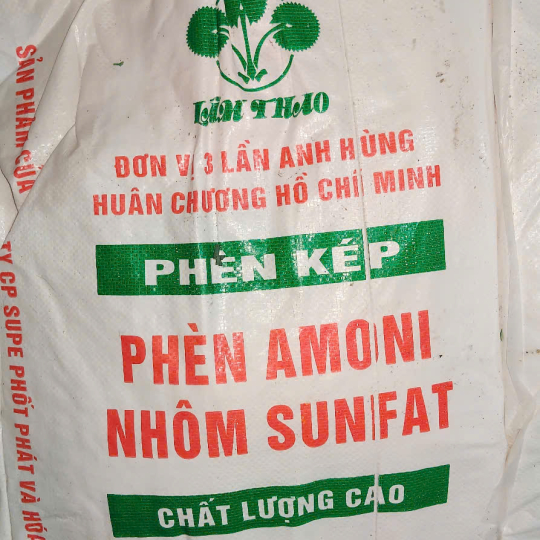 LÂM THAO
ĐƠN VỊ 3 LẦN ANH HÙNG
HUÂN CHƯƠNG HỒ CHÍ MINH
PHÈN KÉP
PHÈN AMONI
NHÔM SUNFAT
CHẤT LƯỢNG CAO
SẢN PHẨM CỦA
TY CP SUPE PHỐT PHÁT VÀ HÓA